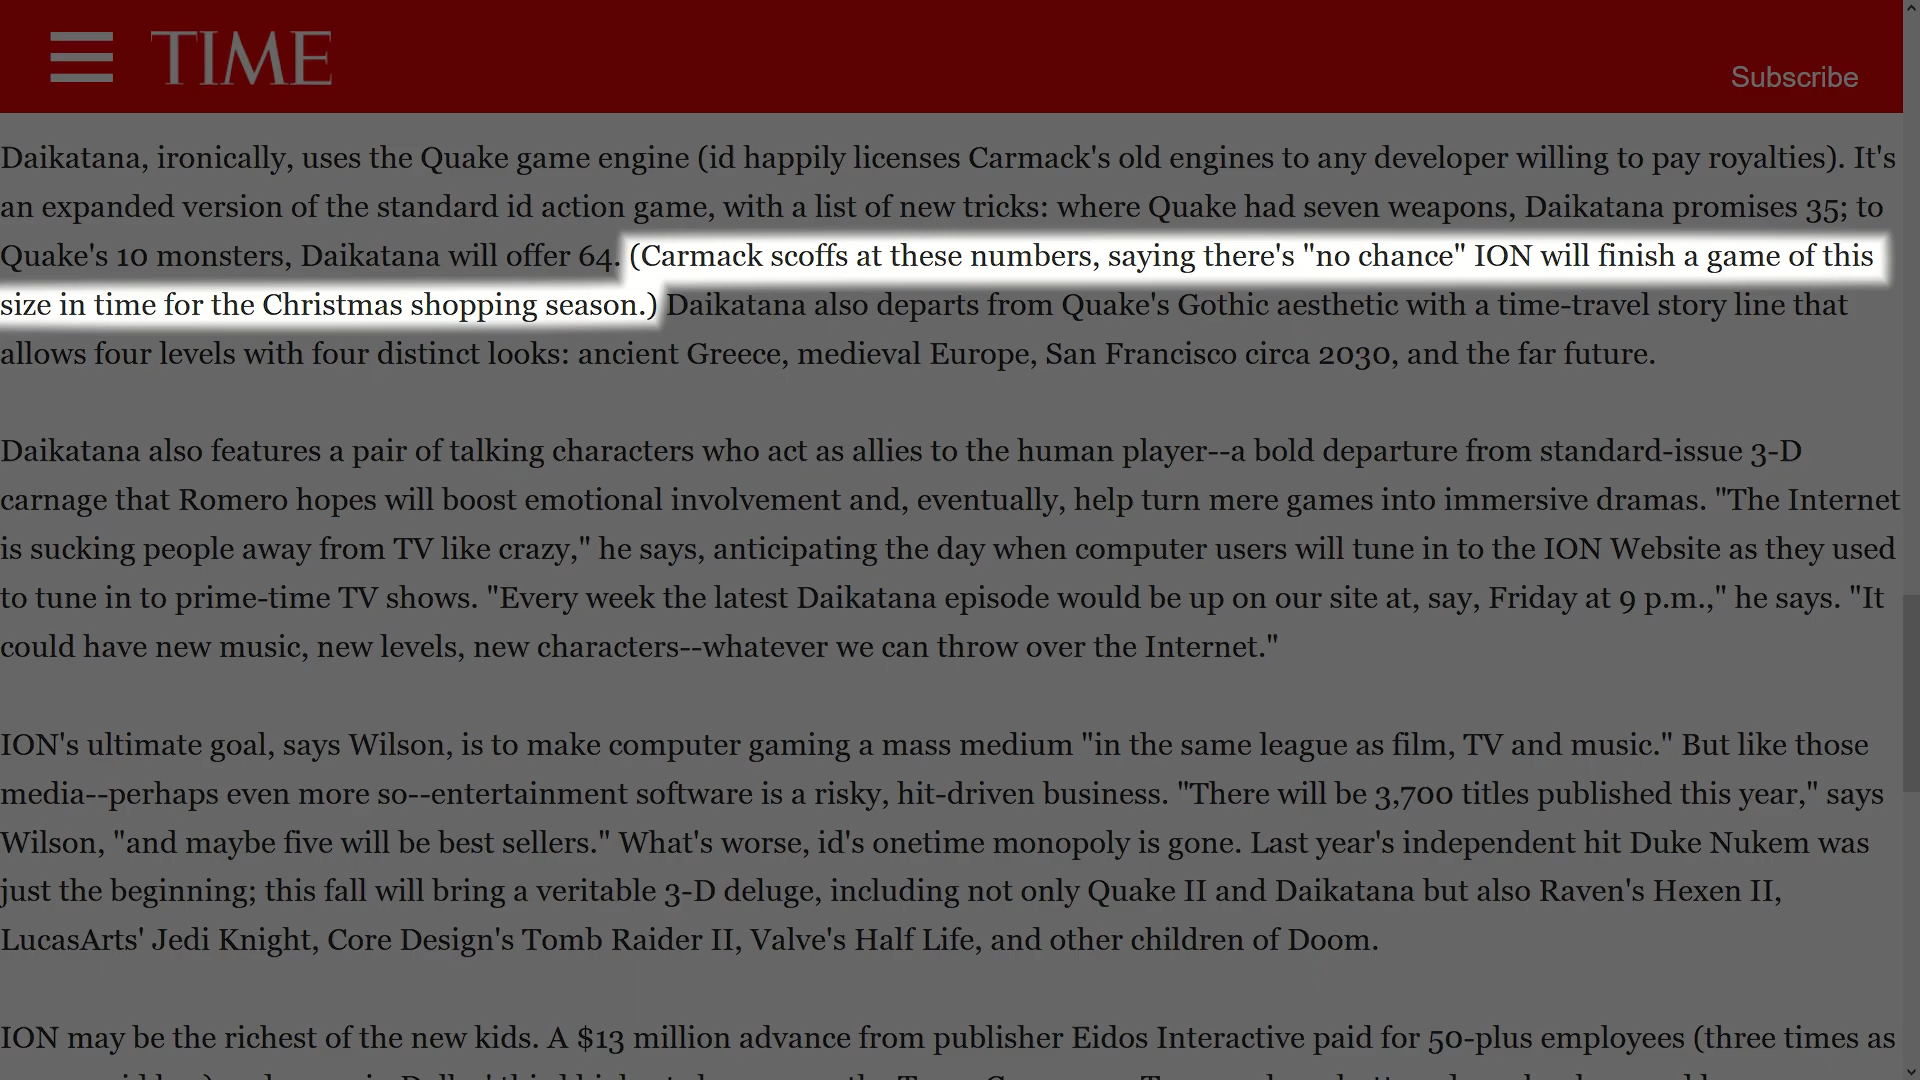 TIME
Subscribe
Daikatana, ironically, uses the Quake game engine (id happily licenses Carmack's old engines to any developer willing to pay royalties). It's
an expanded version of the standard id action game, with a list of new tricks: where Quake had seven weapons, Daikatana promises 35; to
Quake's 10 monsters, Daikatana will offer 64. (Carmack scoffs at these numbers, saying there's "no chance" ION will finish a game of this
size in time for the Christmas shopping season.) Daikatana also departs from Quake's Gothic aesthetic with a time-travel story line that
allows four levels with four distinct looks: ancient Greece, medieval Europe, San Francisco circa 2030, and the far future.
Daikatana also features a pair of talking characters who act as allies to the human player--a bold departure from standard-issue 3-D
carnage that Romero hopes will boost emotional involvement and, eventually, help turn mere games into immersive dramas. "The Internet
is sucking people away from TV like crazy," he says, anticipating the day when computer users will tune in to the ION Website as they used
to tune in to prime-time TV shows. "Every week the latest Daikatana episode would be up on our site at, say, Friday at 9 p.m.," he says. "It
could have new music, new levels, new characters--whatever we can throw over the Internet."
ION's ultimate goal, says Wilson, is to make computer gaming a mass medium "in the same league as film, TV and music." But like those
media--perhaps even more so--entertainment software is a risky, hit-driven business. "There will be 3,700 titles published this year," says
Wilson, "and maybe five will be best sellers." What's worse, id's onetime monopoly is gone. Last year's independent hit Duke Nukem was
just the beginning; this fall will bring a veritable 3-D deluge, including not only Quake II and Daikatana but also Raven's Hexen II,
LucasArts' Jedi Knight, Core Design's Tomb Raider II, Valve's Half Life, and other children of Doom.
ION may be the richest of the new kids. A $13 million advance from publisher Eidos Interactive paid for 50-plus employees (three times as